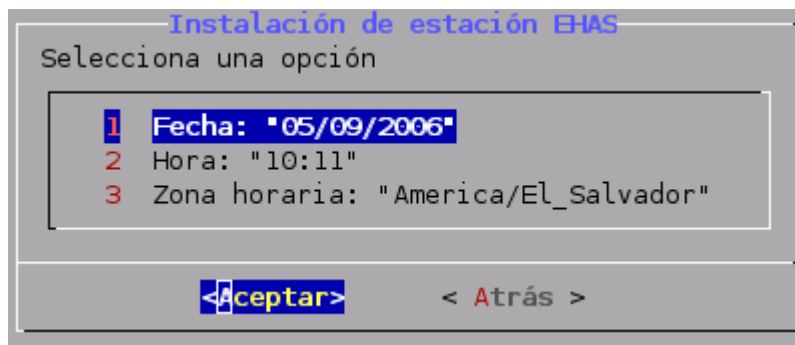 Instalación de estación EHAS
Selecciona una opción
1 Fecha: "05/09/2006"
2 Hora: "10:11"
3 Zona horaria: "America/El_Salvador"
<Aceptar> < Atrás >